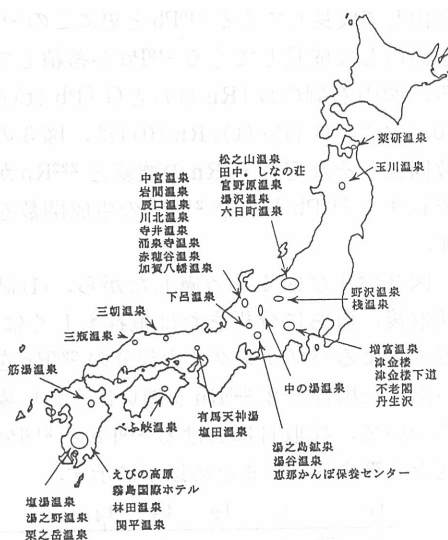 薬研温泉
玉川温泉
松之山温泉
田中，しなの荘
宮野原温泉
湯沢温泉
六日町温泉
中宮温泉
岩間温泉
辰口温泉
川北温泉
寺井温泉
涌泉寺温泉
赤穂谷温泉
加賀八幡温泉
下呂温泉
野沢温泉
桟温泉
三朝温泉
三瓶温泉
増富温泉
津金楼
津金楼下道
不老閣
丹生沢
筋湯温泉
中の湯温泉
べふ峡温泉
有馬天神湯
塩田温泉
湯之島鉱泉
湯谷温泉
恵那かんぽ保養センター
えびの高原
霧島国際ホテル
林田温泉
関平温泉
塩湯温泉
湯之野温泉
栗之岳温泉